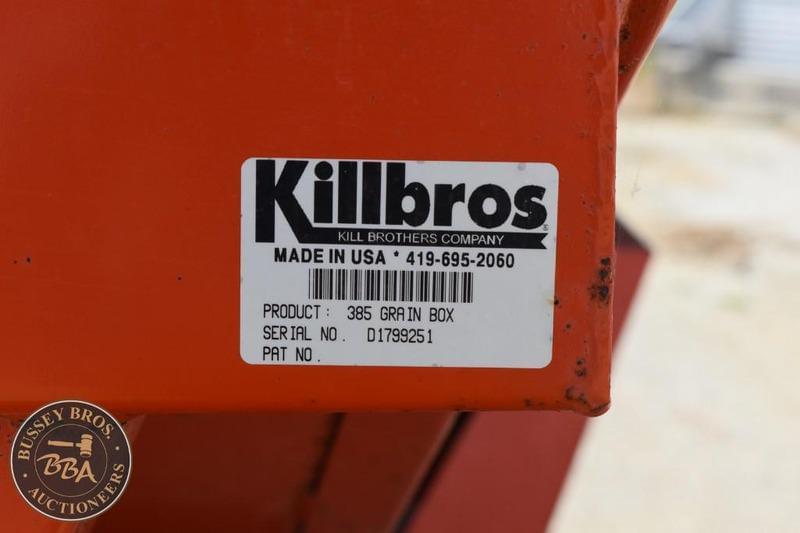 Killbros®
KILL BROTHERS COMPANY
MADE IN USA * 419-695-2060
PRODUCT: 385 GRAIN BOX
SERIAL NO. D1799251
PAT NO.
BUSSEY BROS.
BBA
AUCTIONEERS